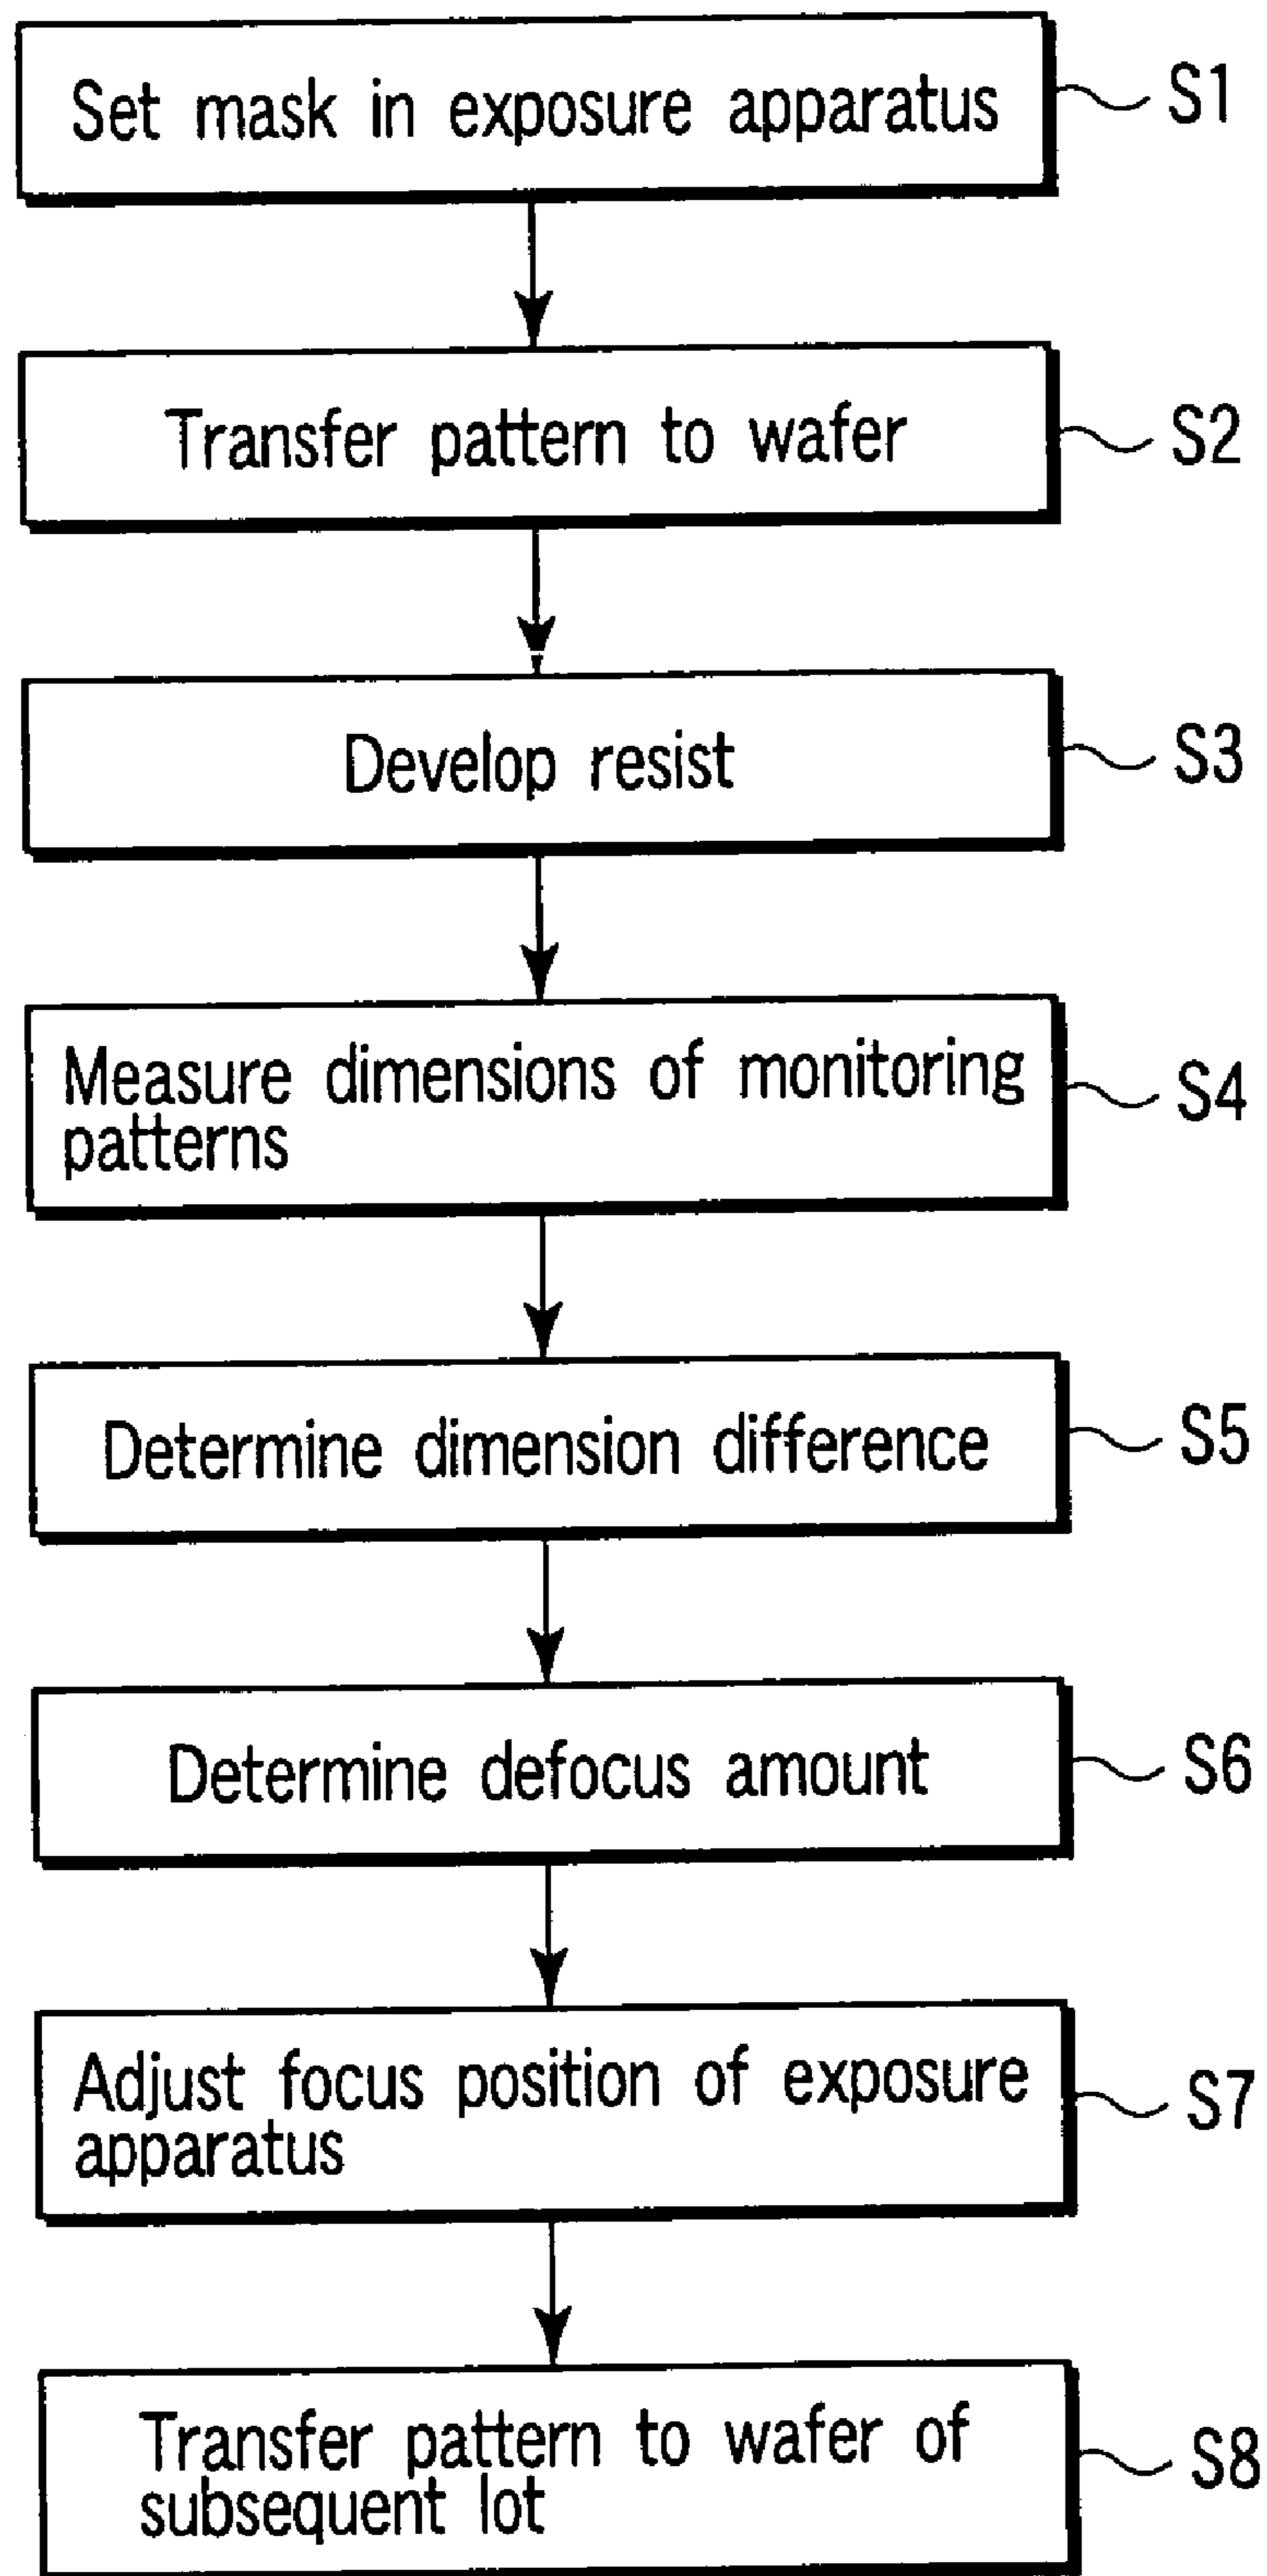 Set mask in exposure apparatus
S1
Transfer pattern to wafer
S2
Develop resist
S3
Measure dimensions of monitoring
patterns
S4
Determine dimension difference
S5
Determine defocus amount
S6
Adjust focus position of exposure
apparatus
S7
Transfer pattern to wafer of
subsequent lot
S8